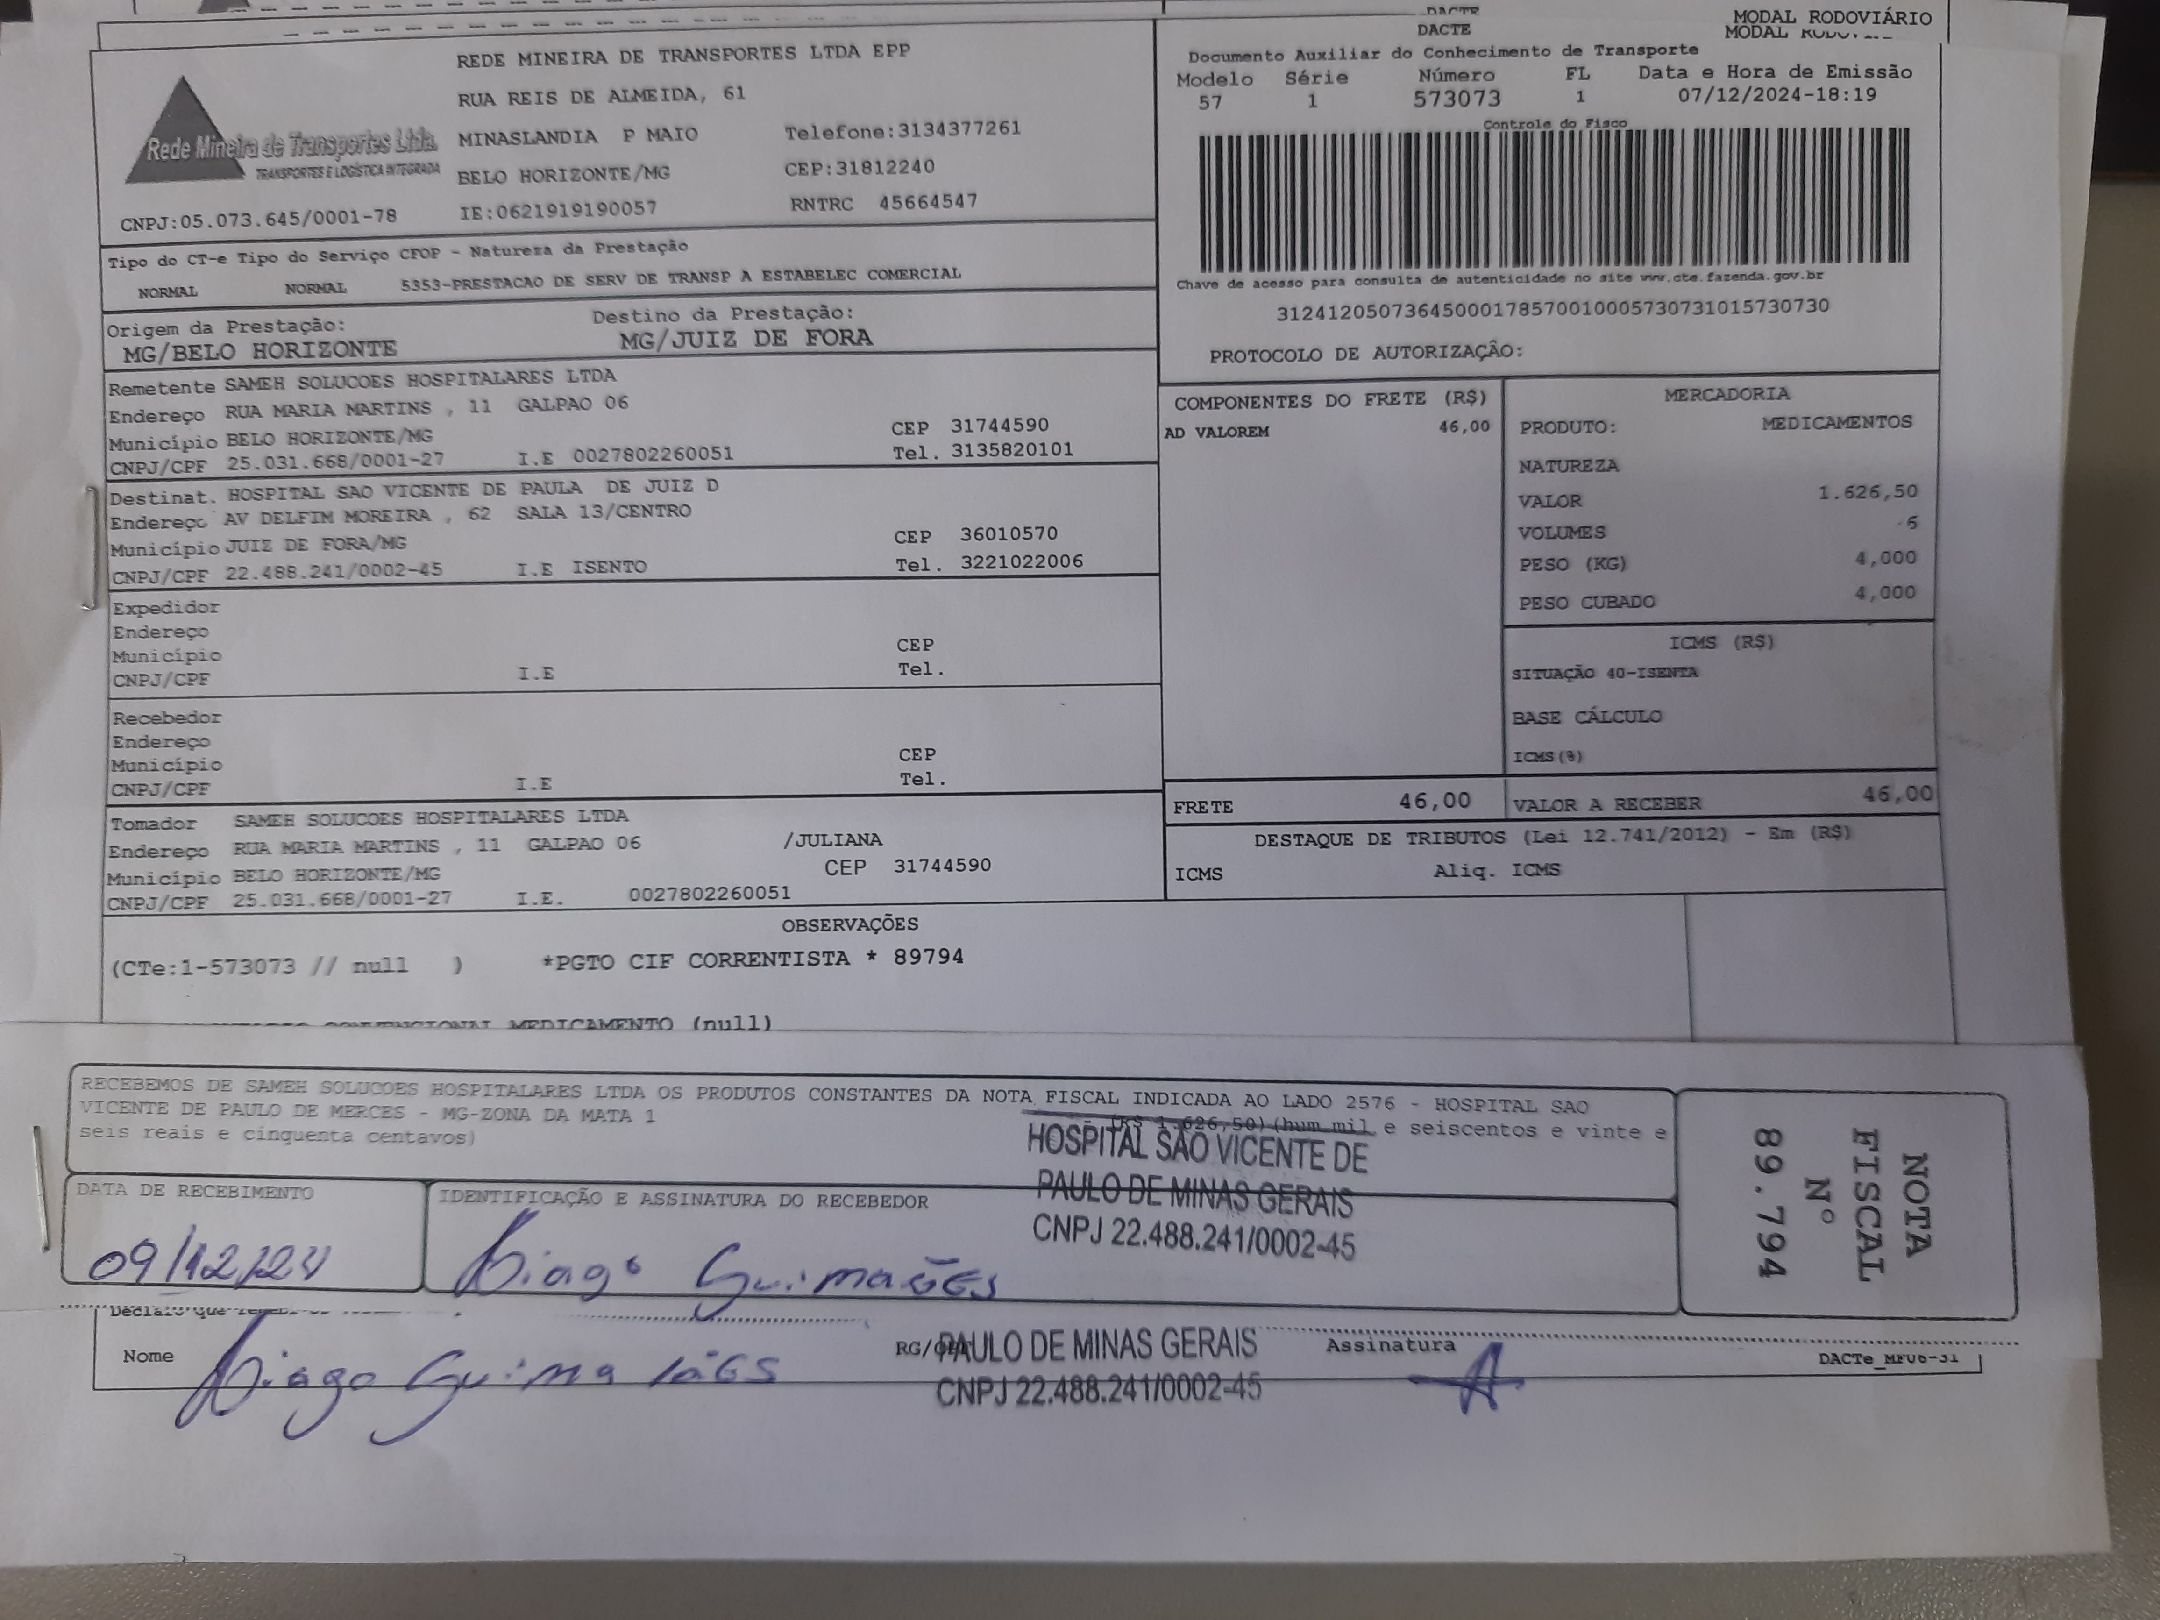 DACTE
MODAL RODOVIÁRIO
DACTE
MODAL
REDE MINEIRA DE TRANSPORTES LTDA EPP
RUA REIS DE ALMEIDA, 61
MINASLANDIA P MAIO Telefone:3134377261
BELO HORIZONTE/MG CEP:31812240
IE:0621919190057 RNTRC 45664547
Rede Mineira de Transportes Ltda.
TRANSPORTES E LOGÍSTICA INTEGRADA
CNPJ:05.073.645/0001-78
Documento Auxiliar do Conhecimento de Transporte
Modelo Série Número FL Data e Hora de Emissão
57 1 573073 1 07/12/2024-18:19
Controle do Fisco
Chave de acesso para consulta de autenticidade no site www.cte.fazenda.gov.br
31241205073645000178570010005730731015730730
PROTOCOLO DE AUTORIZAÇÃO:
Tipo do CT-e Tipo do Serviço CFOP - Natureza da Prestação
NORMAL NORMAL 5353-PRESTACAO DE SERV DE TRANSP A ESTABELEC COMERCIAL
Origem da Prestação: Destino da Prestação:
MG/BELO HORIZONTE MG/JUIZ DE FORA
Remetente SAMEH SOLUCOES HOSPITALARES LTDA
Endereço RUA MARIA MARTINS , 11 GALPAO 06
Município BELO HORIZONTE/MG CEP 31744590
CNPJ/CPF 25.031.668/0001-27 I.E 0027802260051 Tel. 3135820101
Destinat. HOSPITAL SAO VICENTE DE PAULA DE JUIZ D
Endereço AV DELFIM MOREIRA , 62 SALA 13/CENTRO
Município JUIZ DE FORA/MG CEP 36010570
CNPJ/CPF 22.488.241/0002-45 I.E ISENTO Tel. 3221022006
Expedidor
Endereço
Município CEP
CNPJ/CPF I.E Tel.
Recebedor
Endereço
Município CEP
CNPJ/CPF I.E Tel.
Tomador SAMEH SOLUCOES HOSPITALARES LTDA
Endereço RUA MARIA MARTINS , 11 GALPAO 06 /JULIANA
Município BELO HORIZONTE/MG CEP 31744590
CNPJ/CPF 25.031.668/0001-27 I.E. 0027802260051
COMPONENTES DO FRETE (R$)
AD VALOREM 46,00
MERCADORIA
PRODUTO: MEDICAMENTOS
NATUREZA
VALOR 1.626,50
VOLUMES 6
PESO (KG) 4,000
PESO CUBADO 4,000
ICMS (R$)
SITUAÇÃO 40-ISENTA
BASE CÁLCULO
ICMS(%)
FRETE 46,00 VALOR A RECEBER 46,00
DESTAQUE DE TRIBUTOS (Lei 12.741/2012) - Em (R$)
ICMS Aliq. ICMS
OBSERVAÇÕES
(CTe:1-573073 // null ) *PGTO CIF CORRENTISTA * 89794
MEDICAMENTO (null)
RECEBEMOS DE SAMEH SOLUCOES HOSPITALARES LTDA OS PRODUTOS CONSTANTES DA NOTA FISCAL INDICADA AO LADO 2576 - HOSPITAL SAO
VICENTE DE PAULO DE MERCES - MG-ZONA DA MATA 1
(R$ 1.626,50)(hum mil e seiscentos e vinte e
seis reais e cinquenta centavos)
HOSPITAL SÃO VICENTE DE
PAULO DE MINAS GERAIS
CNPJ 22.488.241/0002-45
DATA DE RECEBIMENTO
09/12/24
IDENTIFICAÇÃO E ASSINATURA DO RECEBEDOR
Diago Guimarães
NOTA
FISCAL
Nº
89.794
Declaro que
Nome Diago Guimarães
RG/
PAULO DE MINAS GERAIS
CNPJ 22.488.241/0002-45
Assinatura
DACTe_MF06-31